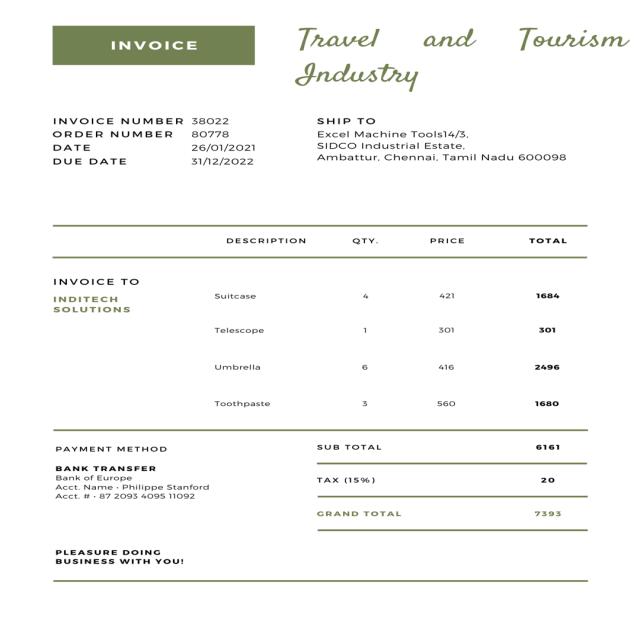 INVOICE
Travel and Tourism
Industry
INVOICE NUMBER 38022
ORDER NUMBER 80778
DATE 26/01/2021
DUE DATE 31/12/2022
SHIP TO
Excel Machine Tools14/3,
SIDCO Industrial Estate,
Ambattur, Chennai, Tamil Nadu 600098
DESCRIPTION QTY. PRICE TOTAL
INVOICE TO
INDITECH
SOLUTIONS
Suitcase 4 421 1684
Telescope 1 301 301
Umbrella 6 416 2496
Toothpaste 3 560 1680
PAYMENT METHOD
BANK TRANSFER
Bank of Europe
Acct. Name - Philippe Stanford
Acct. # - 87 2093 4095 11092
SUB TOTAL 6161
TAX (15%) 20
GRAND TOTAL 7393
PLEASURE DOING
BUSINESS WITH YOU!